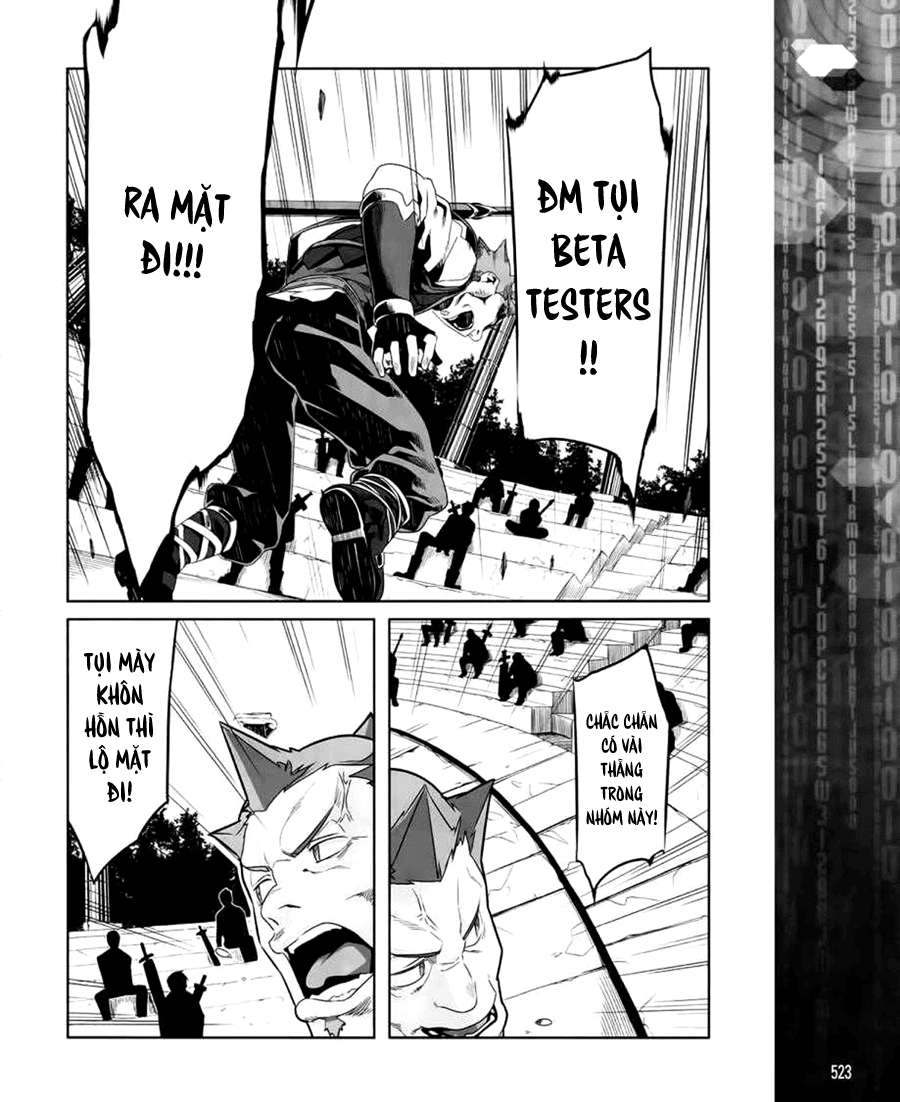 ĐM TỤI
BETA
TESTERS
!!
RA MẶT
ĐI!!!
CHẮC CHẮN
CÓ VÀI
THẰNG
TRONG
NHÓM NÀY!
TỤI MÀY
KHÔN
HỒN THÌ
LỘ MẶT
ĐI!
523